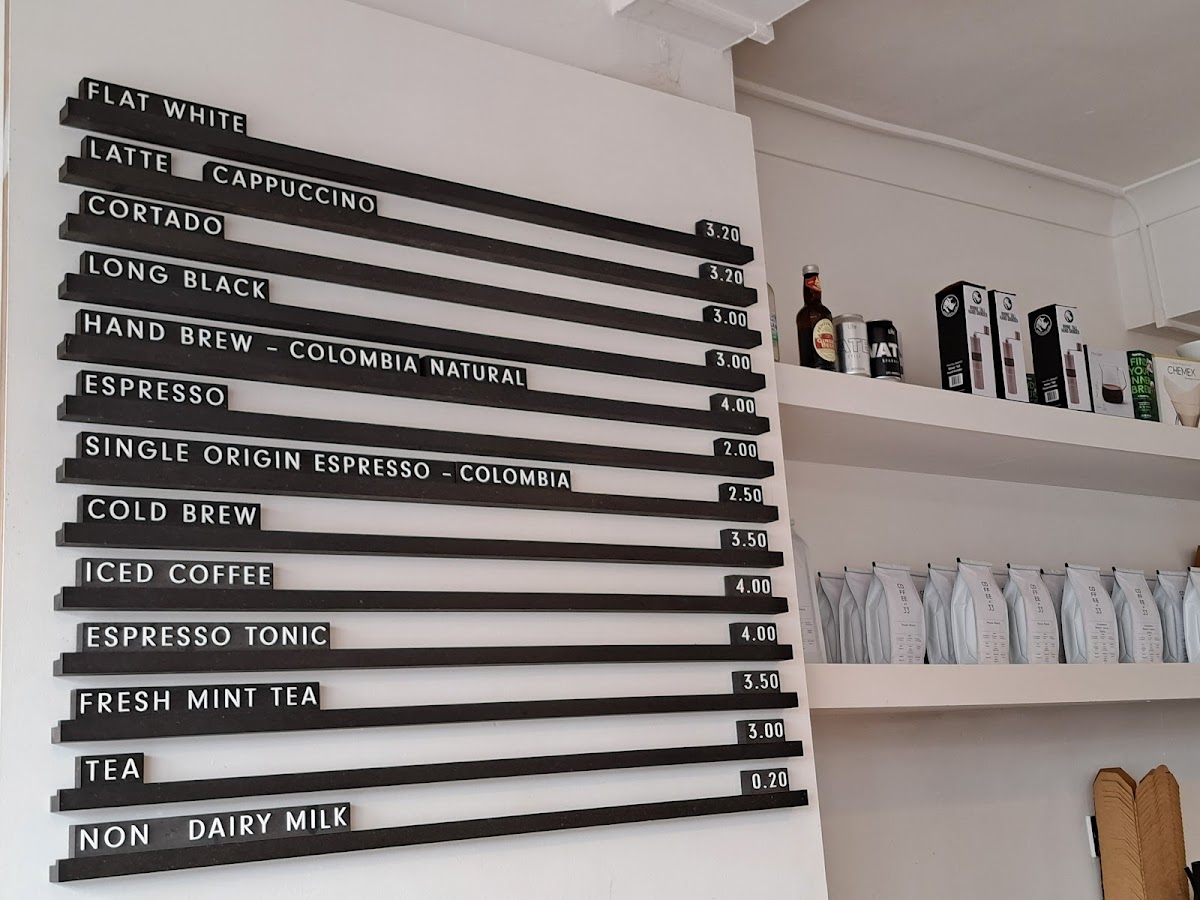 FLAT WHITE 3.20
LATTE CAPPUCCINO 3.20
CORTADO 3.00
LONG BLACK 3.00
HAND BREW - COLOMBIA NATURAL 4.00
ESPRESSO 2.00
SINGLE ORIGIN ESPRESSO - COLOMBIA 2.50
COLD BREW 3.50
ICED COFFEE 4.00
ESPRESSO TONIC 4.00
FRESH MINT TEA 3.50
TEA 3.00
NON DAIRY MILK 0.20
CHEMEX